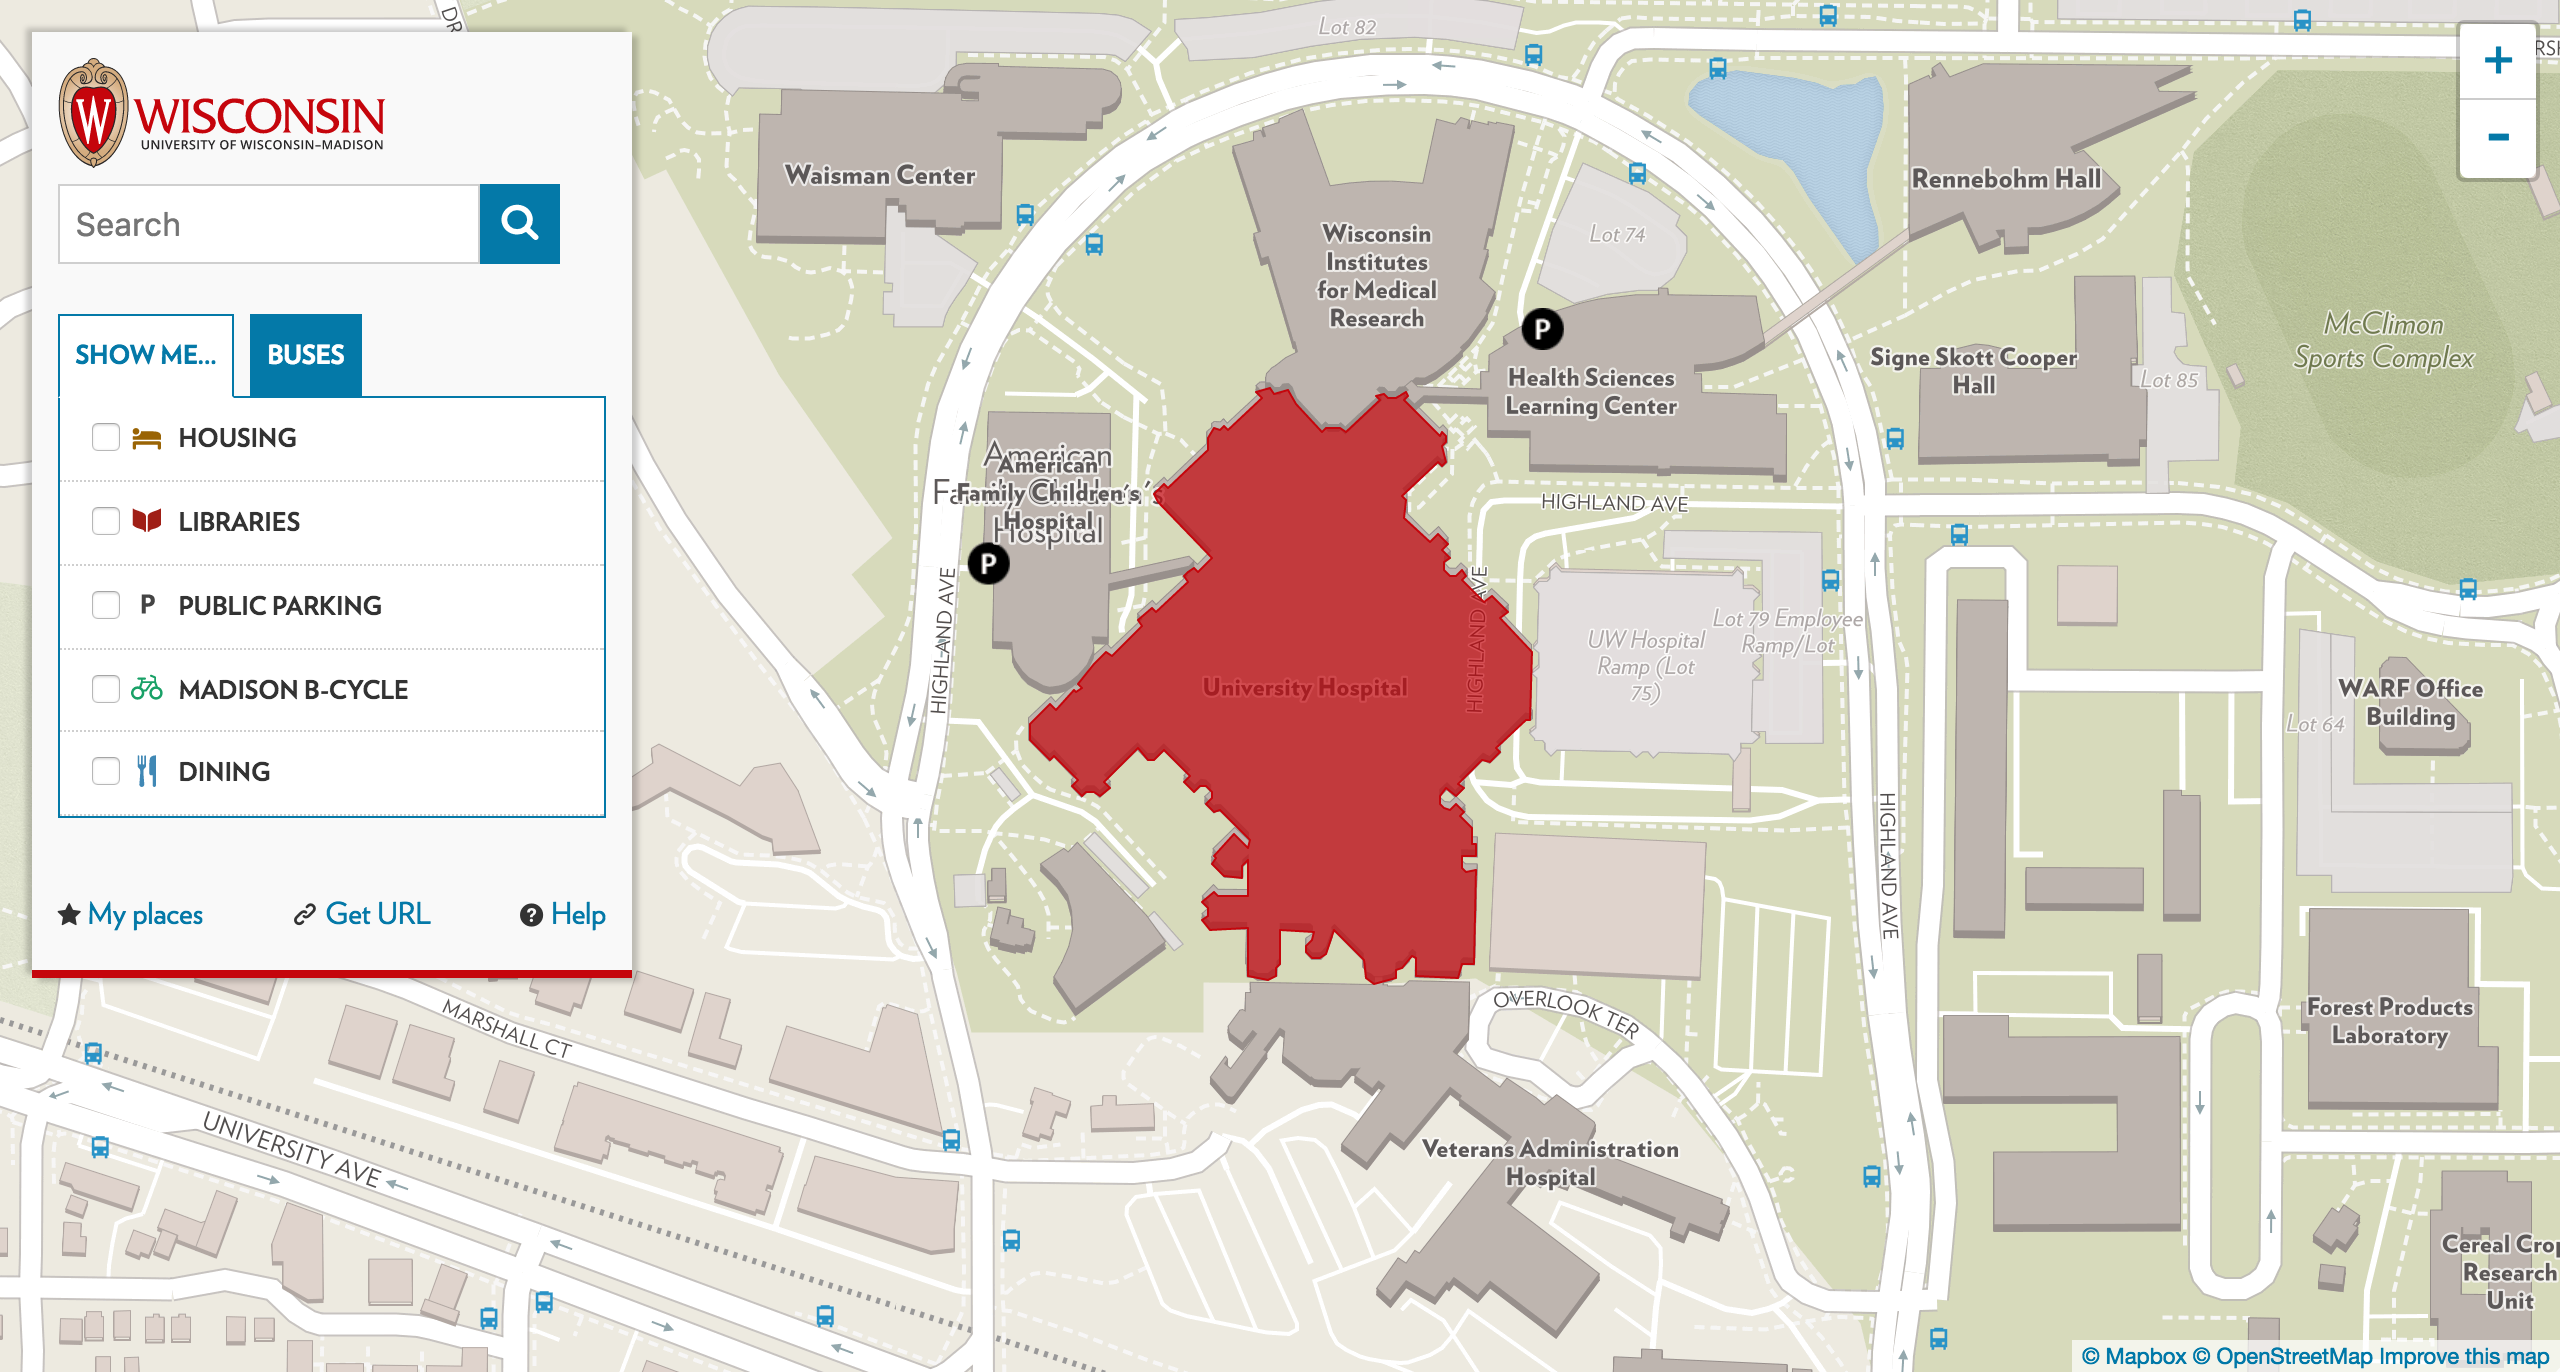 DR
WISCONSIN
UNIVERSITY OF WISCONSIN–MADISON
Search
SHOW ME...
BUSES
HOUSING
LIBRARIES
P PUBLIC PARKING
MADISON B-CYCLE
DINING
My places
Get URL
? Help
Lot 82
+
-
Waisman Center
Wisconsin
Institutes
for Medical
Research
Lot 74
Rennebohm Hall
P
Health Sciences
Learning Center
Signe Skott Cooper
Hall
Lot 85
McClimon
Sports Complex
American
Family Children's
Hospital
American
Family Children's
Hospital
P
HIGHLAND AVE
HIGHLAND AVE
HIGHLAND AVE
University Hospital
UW Hospital
Ramp (Lot
75)
Lot 79 Employee
Ramp/Lot
HIGHLAND AVE
WARF Office
Building
Lot 64
OVERLOOK TER
Forest Products
Laboratory
MARSHALL CT
UNIVERSITY AVE
Veterans Administration
Hospital
Cereal Crop
Research
Unit
© Mapbox © OpenStreetMap Improve this map